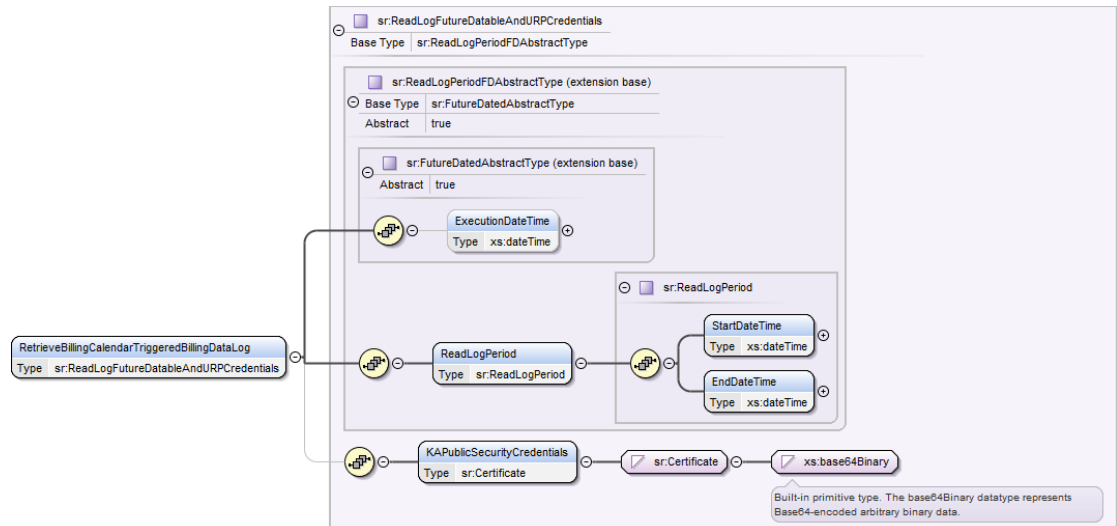 sr:ReadLogFutureDatableAndURPCredentials
Base Type sr:ReadLogPeriodFDAbstractType
sr:ReadLogPeriodFDAbstractType (extension base)
Base Type sr:FutureDatedAbstractType
Abstract true
sr:FutureDatedAbstractType (extension base)
Abstract true
ExecutionDateTime
Type xs:dateTime
sr:ReadLogPeriod
RetrieveBillingCalendarTriggeredBillingDataLog
Type sr:ReadLogFutureDatableAndURPCredentials
ReadLogPeriod
Type sr:ReadLogPeriod
StartDateTime
Type xs:dateTime
EndDateTime
Type xs:dateTime
KAPublicSecurityCredentials
Type sr:Certificate
sr:Certificate
xs:base64Binary
Built-in primitive type. The base64Binary datatype represents
Base64-encoded arbitrary binary data.